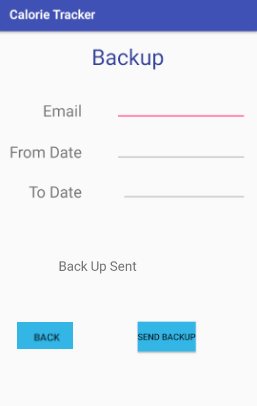 Calorie Tracker
Backup
Email
From Date
To Date
Back Up Sent
BACK
SEND BACKUP